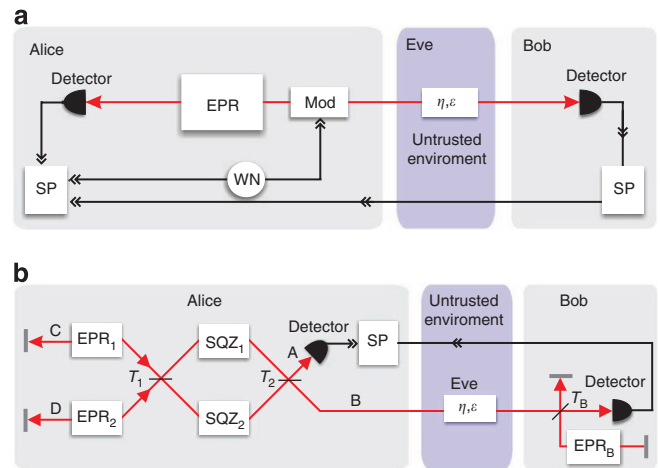 a
Alice
Eve
Bob
Detector
EPR
Mod
η,ε
Detector
Untrusted
enviroment
SP
WN
SP
b
Alice
Untrusted
enviroment
Bob
C
EPR1
SQZ1
Detector
A
SP
T1
T2
Eve
TB
Detector
D
EPR2
SQZ2
B
η,ε
EPRB